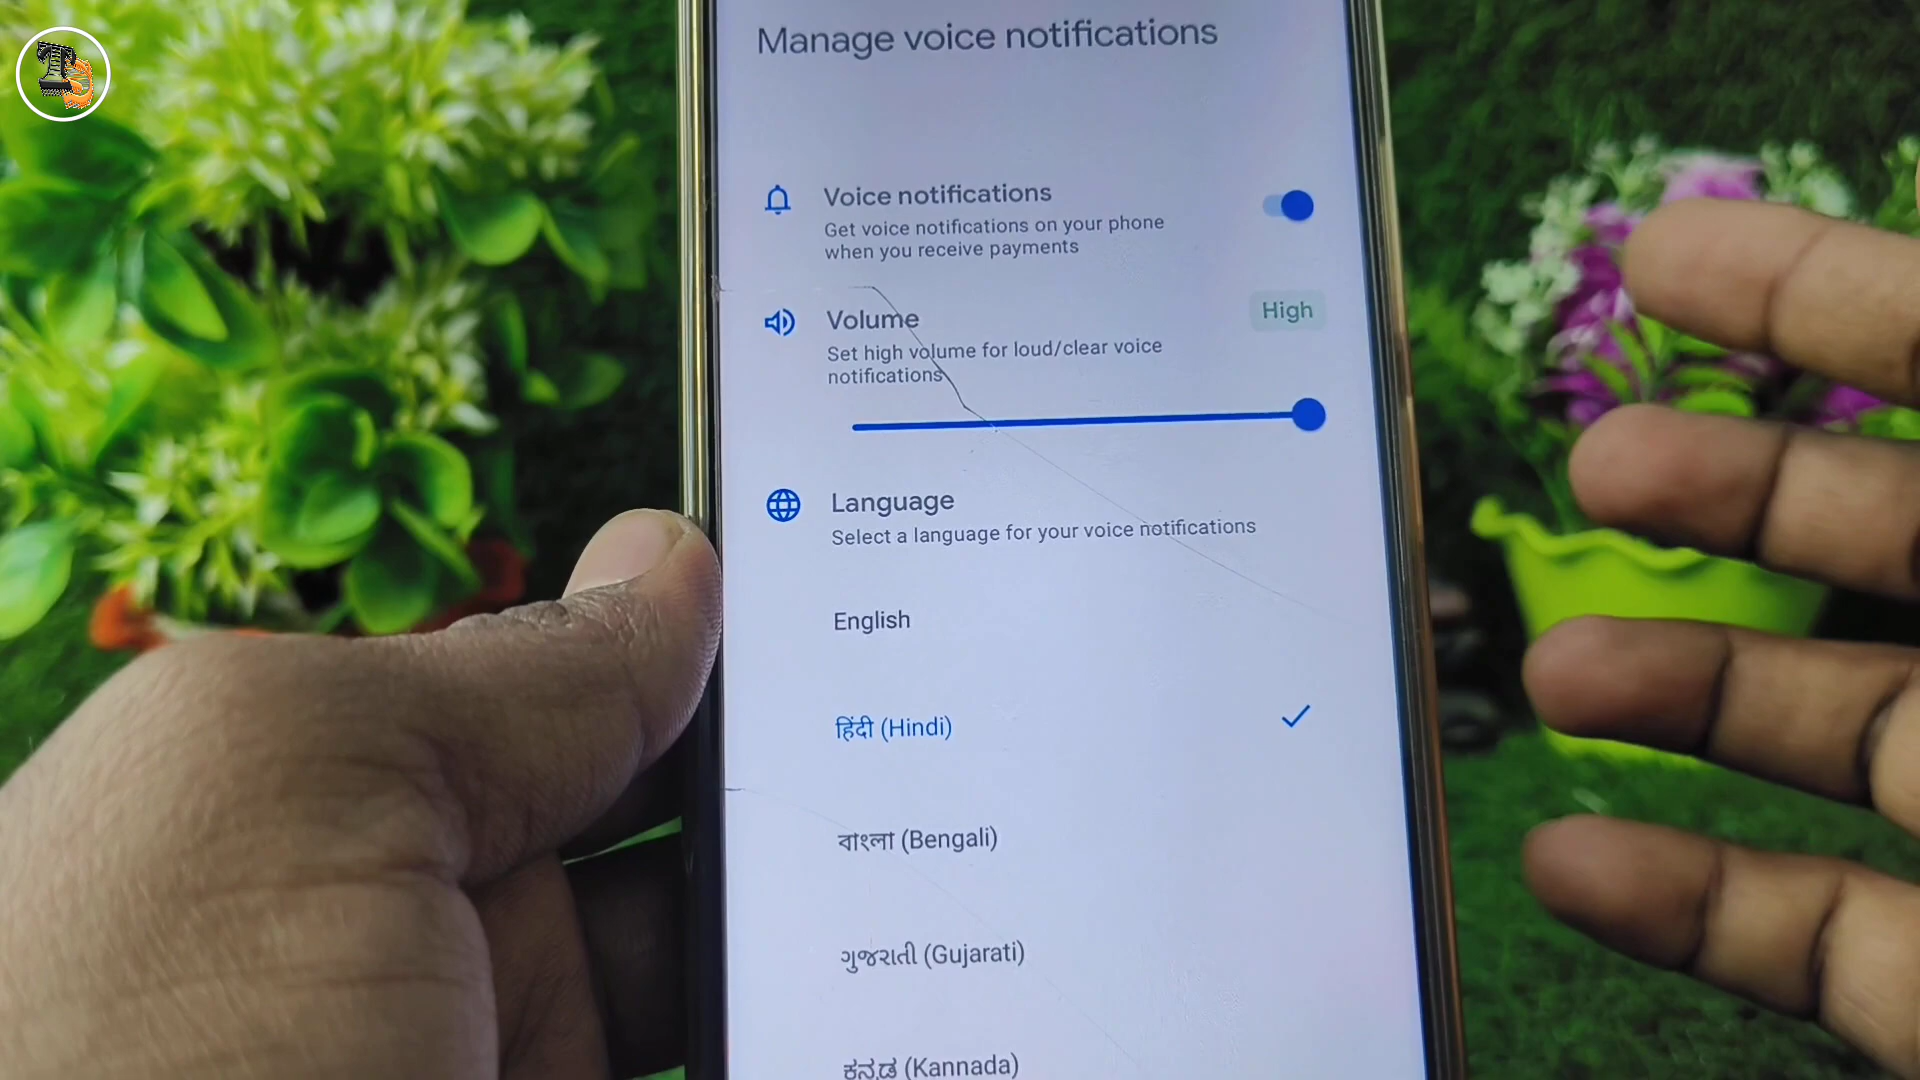 Manage voice notifications
Voice notifications
Get voice notifications on your phone
when you receive payments
Volume
High
Set high volume for loud/clear voice
notifications
Language
Select a language for your voice notifications
English
हिंदी (Hindi)
বাংলা (Bengali)
ગુજરાતી (Gujarati)
ಕನ್ನಡ (Kannada)